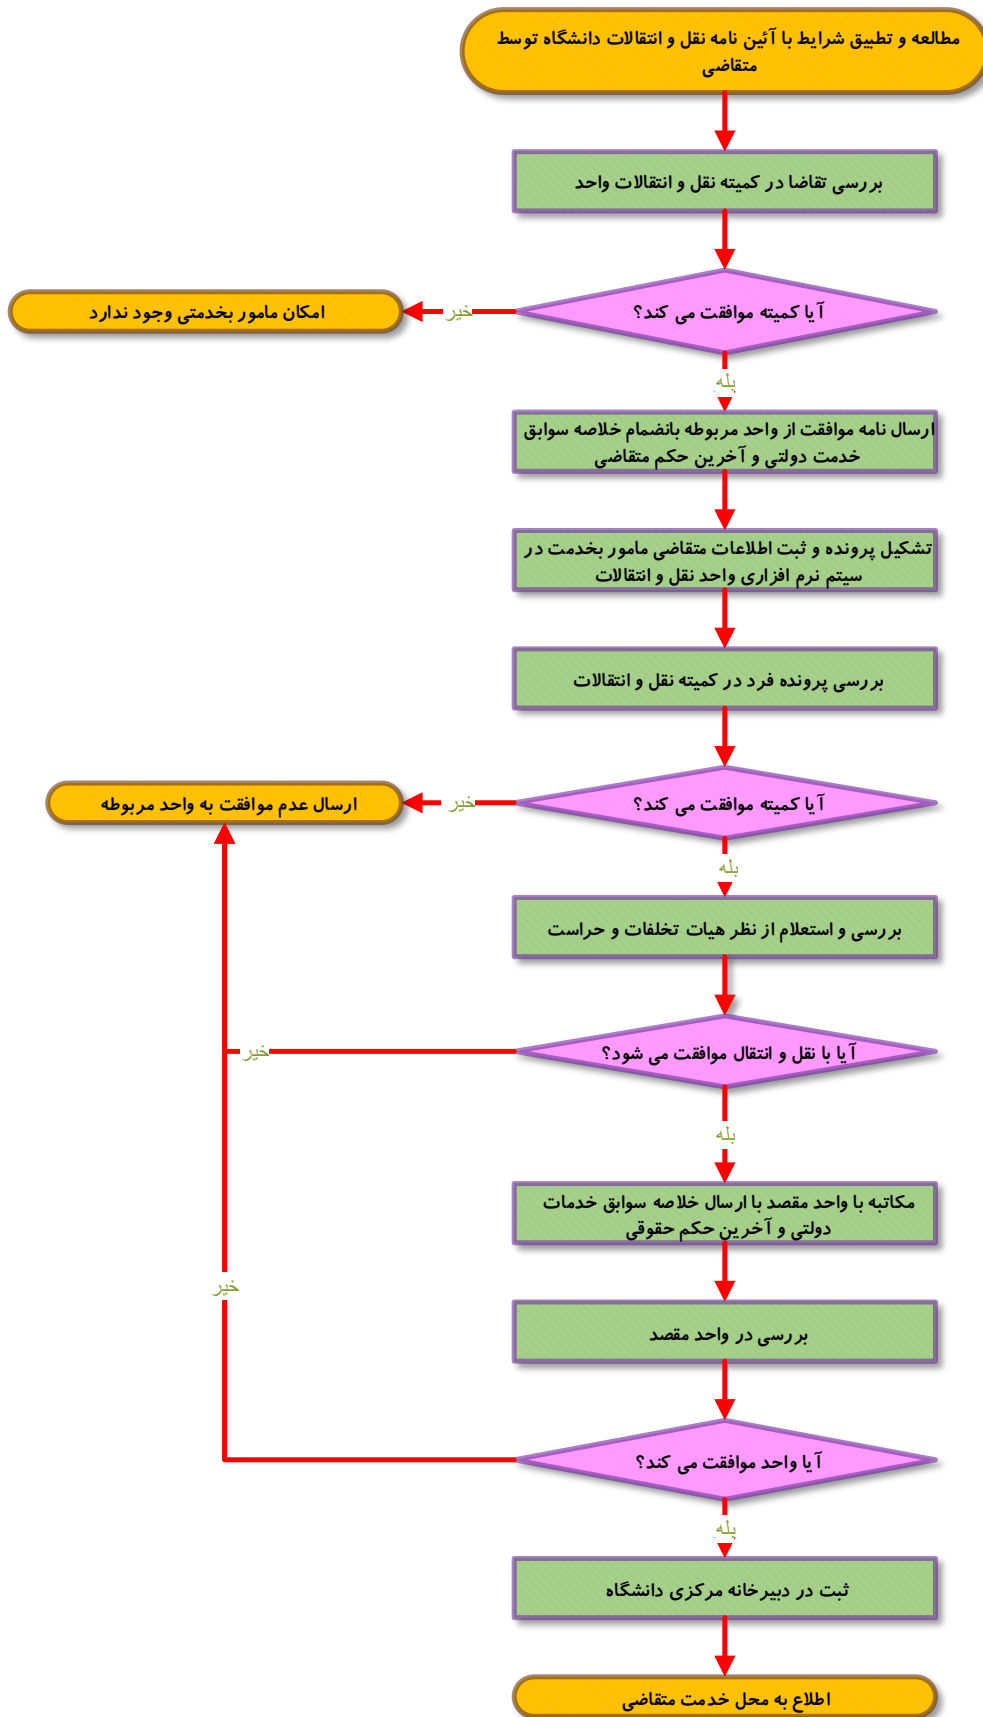 مطالعه و تطبیق شرایط با آئین نامه نقل و انتقالات دانشگاه توسط
متقاضی
بررسی تقاضا در کمیته نقل و انتقالات واحد
آیا کمیته موافقت می کند؟
خیر
امکان مامور بخدمتی وجود ندارد
بله
ارسال نامه موافقت از واحد مربوطه بانضمام خلاصه سوابق
خدمت دولتی و آخرین حکم متقاضی
تشکیل پرونده و ثبت اطلاعات متقاضی مامور بخدمت در
سیتم نرم افزاری واحد نقل و انتقالات
بررسی پرونده فرد در کمیته نقل و انتقالات
آیا کمیته موافقت می کند؟
خیر
ارسال عدم موافقت به واحد مربوطه
بله
بررسی و استعلام از نظر هیات تخلفات و حراست
آیا با نقل و انتقال موافقت می شود؟
خیر
بله
مکاتبه با واحد مقصد با ارسال خلاصه سوابق خدمات
دولتی و آخرین حکم حقوقی
خیر
بررسی در واحد مقصد
آیا واحد موافقت می کند؟
بله
ثبت در دبیرخانه مرکزی دانشگاه
اطلاع به محل خدمت متقاضی